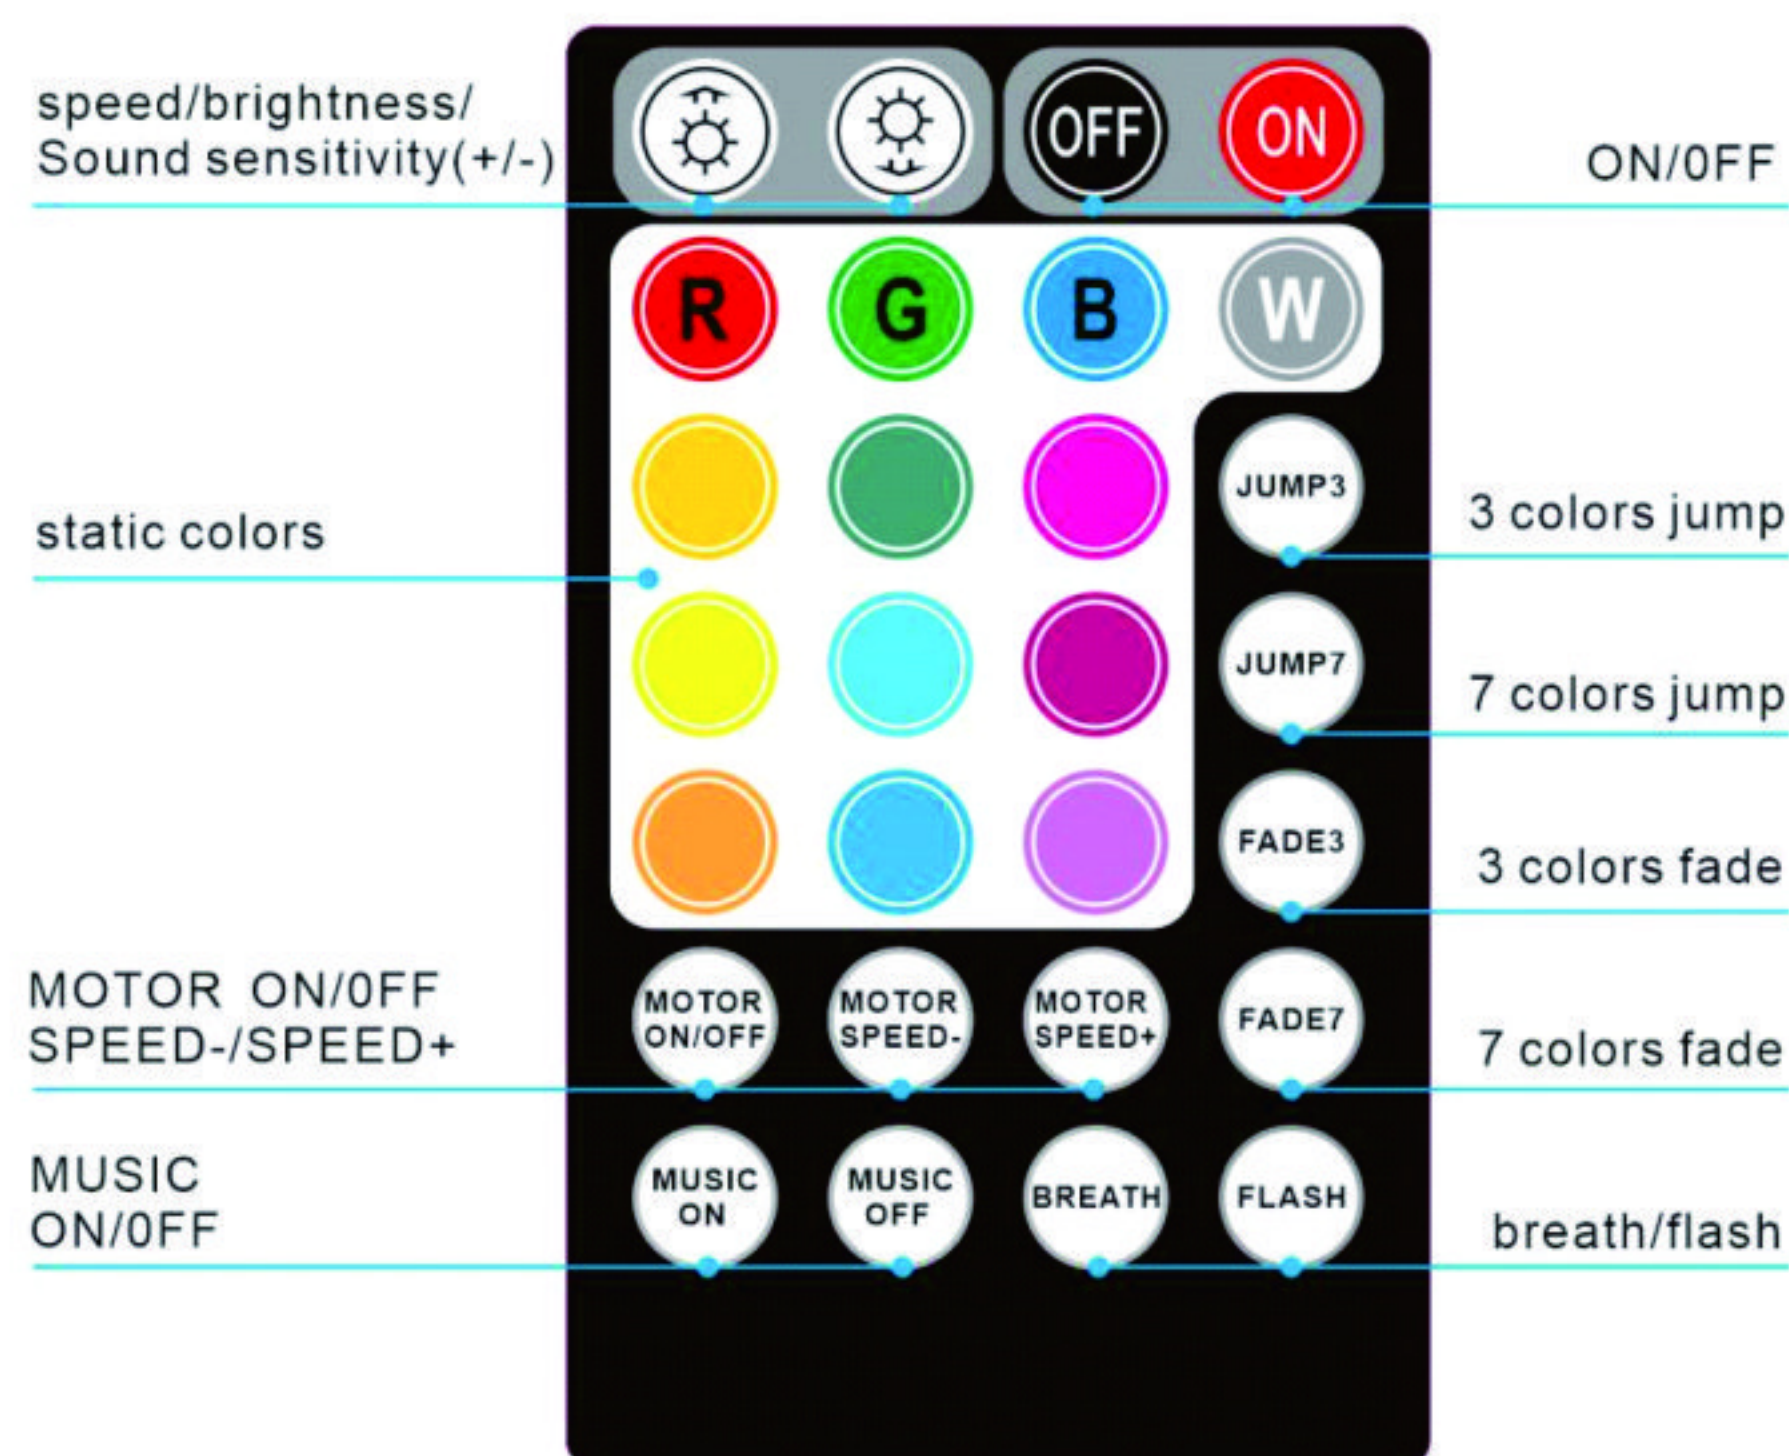 speed/brightness/
Sound sensitivity(+/-)
OFF
ON
ON/0FF
R
G
B
W
static colors
JUMP3
3 colors jump
JUMP7
7 colors jump
FADE3
3 colors fade
MOTOR ON/0FF
SPEED-/SPEED+
MOTOR
ON/OFF
MOTOR
SPEED-
MOTOR
SPEED+
FADE7
7 colors fade
MUSIC
ON/0FF
MUSIC
ON
MUSIC
OFF
BREATH
FLASH
breath/flash